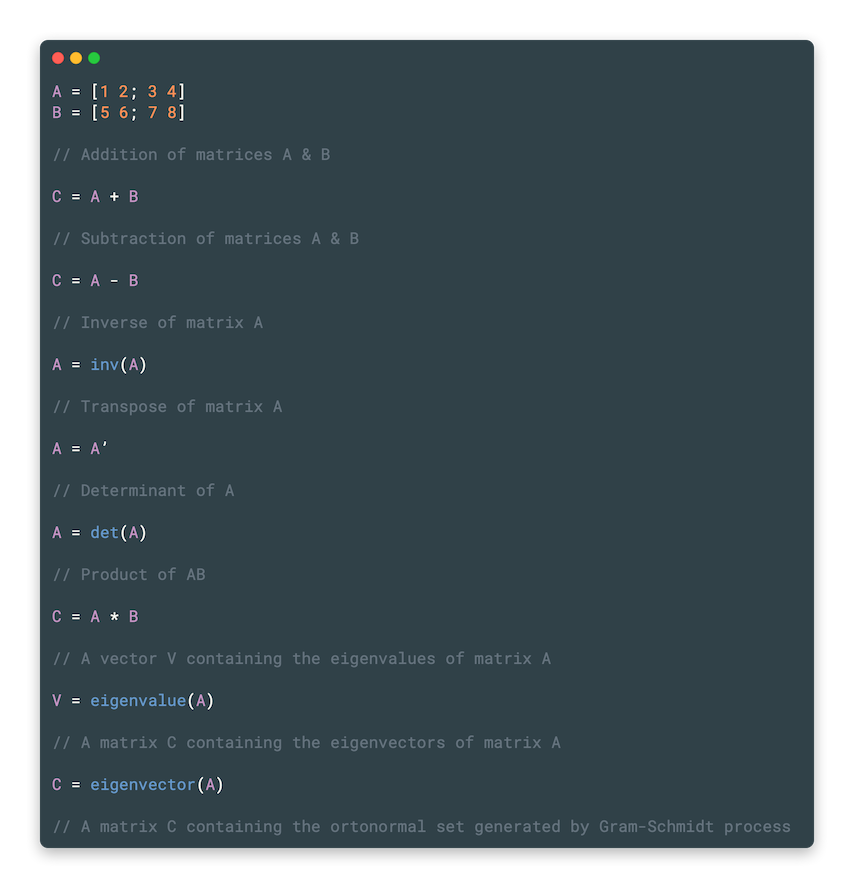 A = [1 2; 3 4]
B = [5 6; 7 8]
// Addition of matrices A & B
C = A + B
// Subtraction of matrices A & B
C = A - B
// Inverse of matrix A
A = inv(A)
// Transpose of matrix A
A = A’
// Determinant of A
A = det(A)
// Product of AB
C = A * B
// A vector V containing the eigenvalues of matrix A
V = eigenvalue(A)
// A matrix C containing the eigenvectors of matrix A
C = eigenvector(A)
// A matrix C containing the ortonormal set generated by Gram-Schmidt process